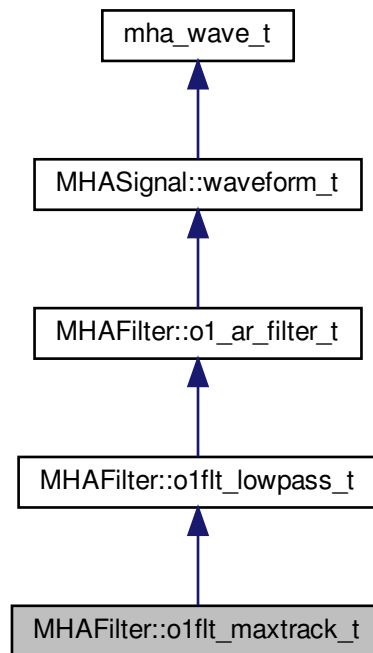 mha_wave_t
MHASignal::waveform_t
MHAFilter::o1_ar_filter_t
MHAFilter::o1flt_lowpass_t
MHAFilter::o1flt_maxtrack_t